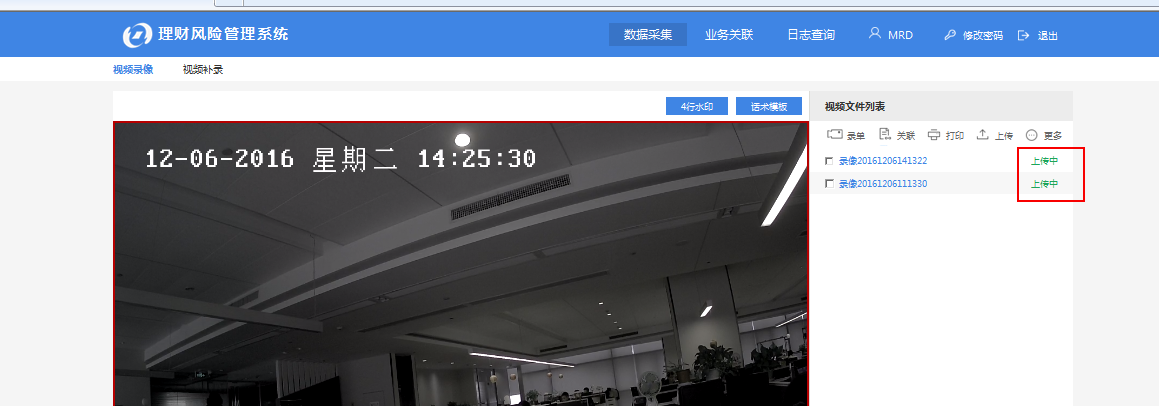 理财风险管理系统
数据采集 业务关联 日志查询 MRD 修改密码 退出
视频录像 视频补录
4行水印 话术模板
视频文件列表
录单 关联 打印 上传 更多
12-06-2016 星期二 14:25:30
录像20161206141322 上传中
录像20161206111330 上传中